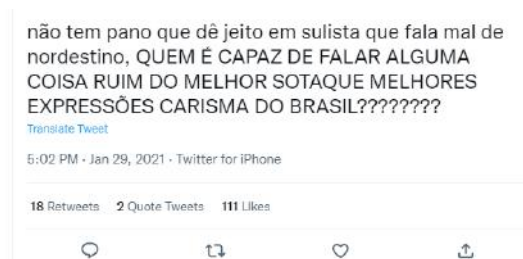 não tem pano que dê jeito em sulista que fala mal de
nordestino, QUEM É CAPAZ DE FALAR ALGUMA
COISA RUIM DO MELHOR SOTAQUE MELHORES
EXPRESSÕES CARISMA DO BRASIL????????
Translate Tweet
5:02 PM · Jan 29, 2021 · Twitter for iPhone
18 Retweets 2 Quote Tweets 111 Likes